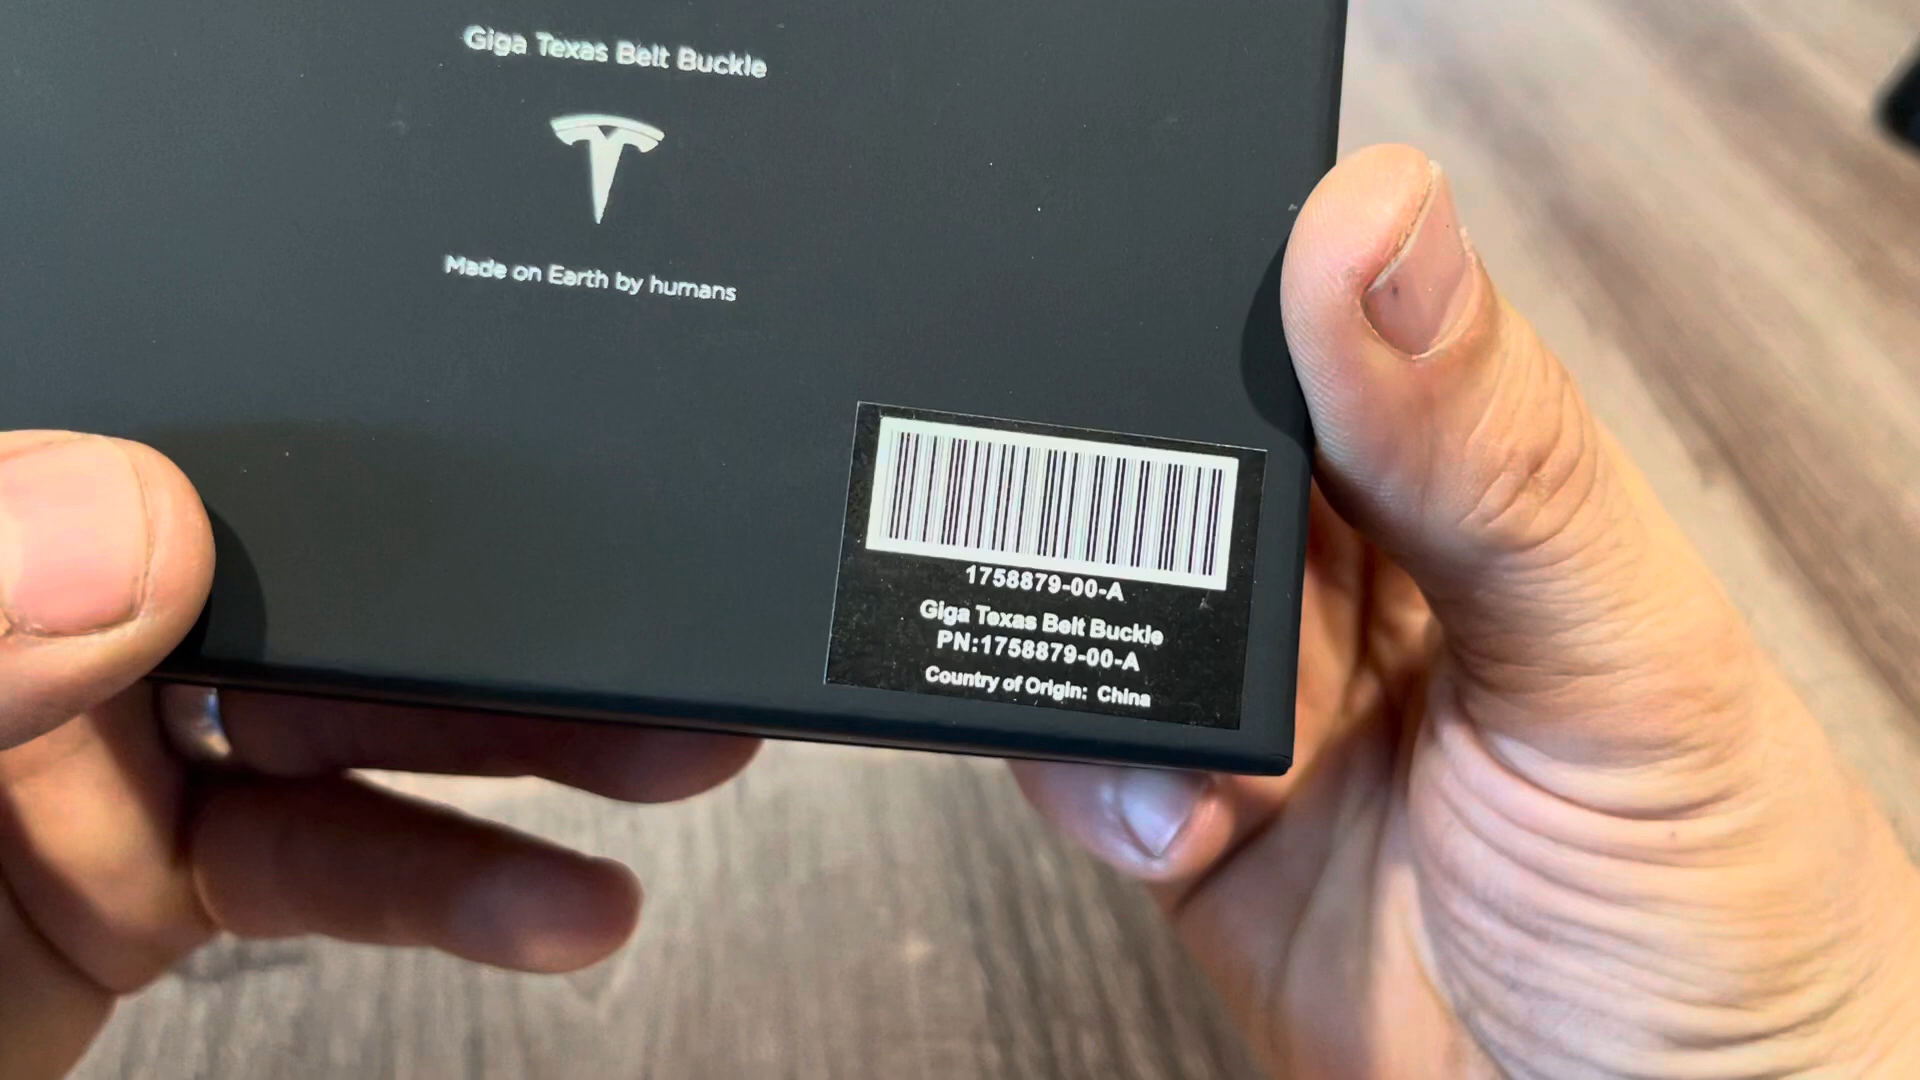 Giga Texas Belt Buckle
Made on Earth by humans
1758879-00-A
Giga Texas Belt Buckle
PN:1758879-00-A
Country of Origin: China